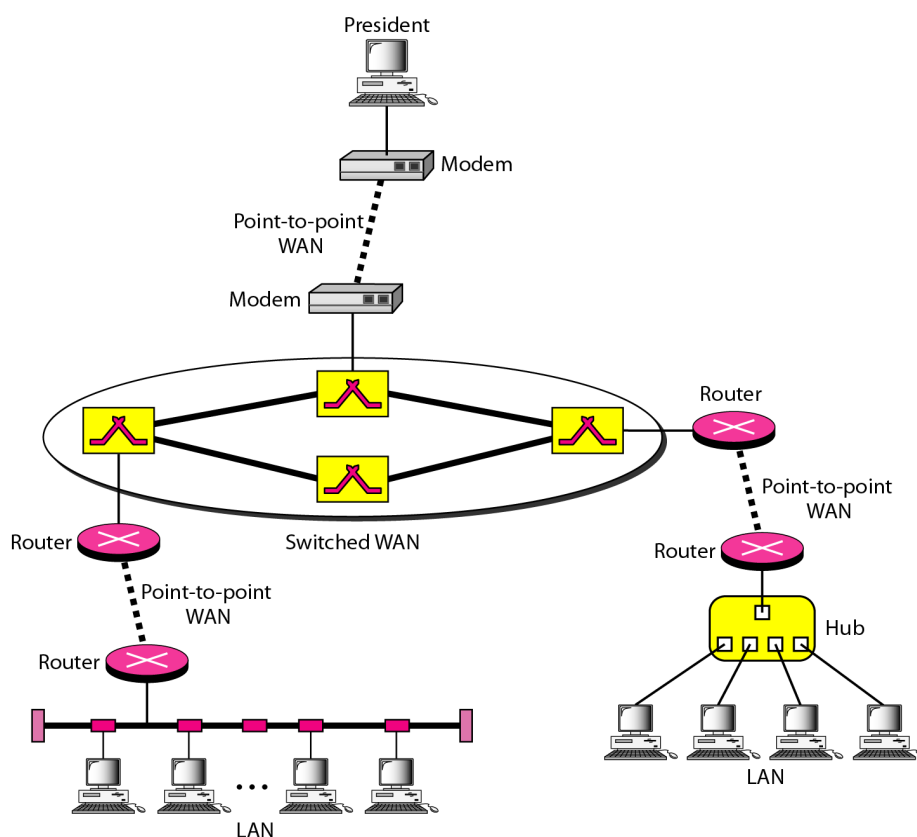 President
Modem
Point-to-point
WAN
Modem
Router
Point-to-point
WAN
Switched WAN
Router
Router
Point-to-point
WAN
Hub
Router
LAN
LAN